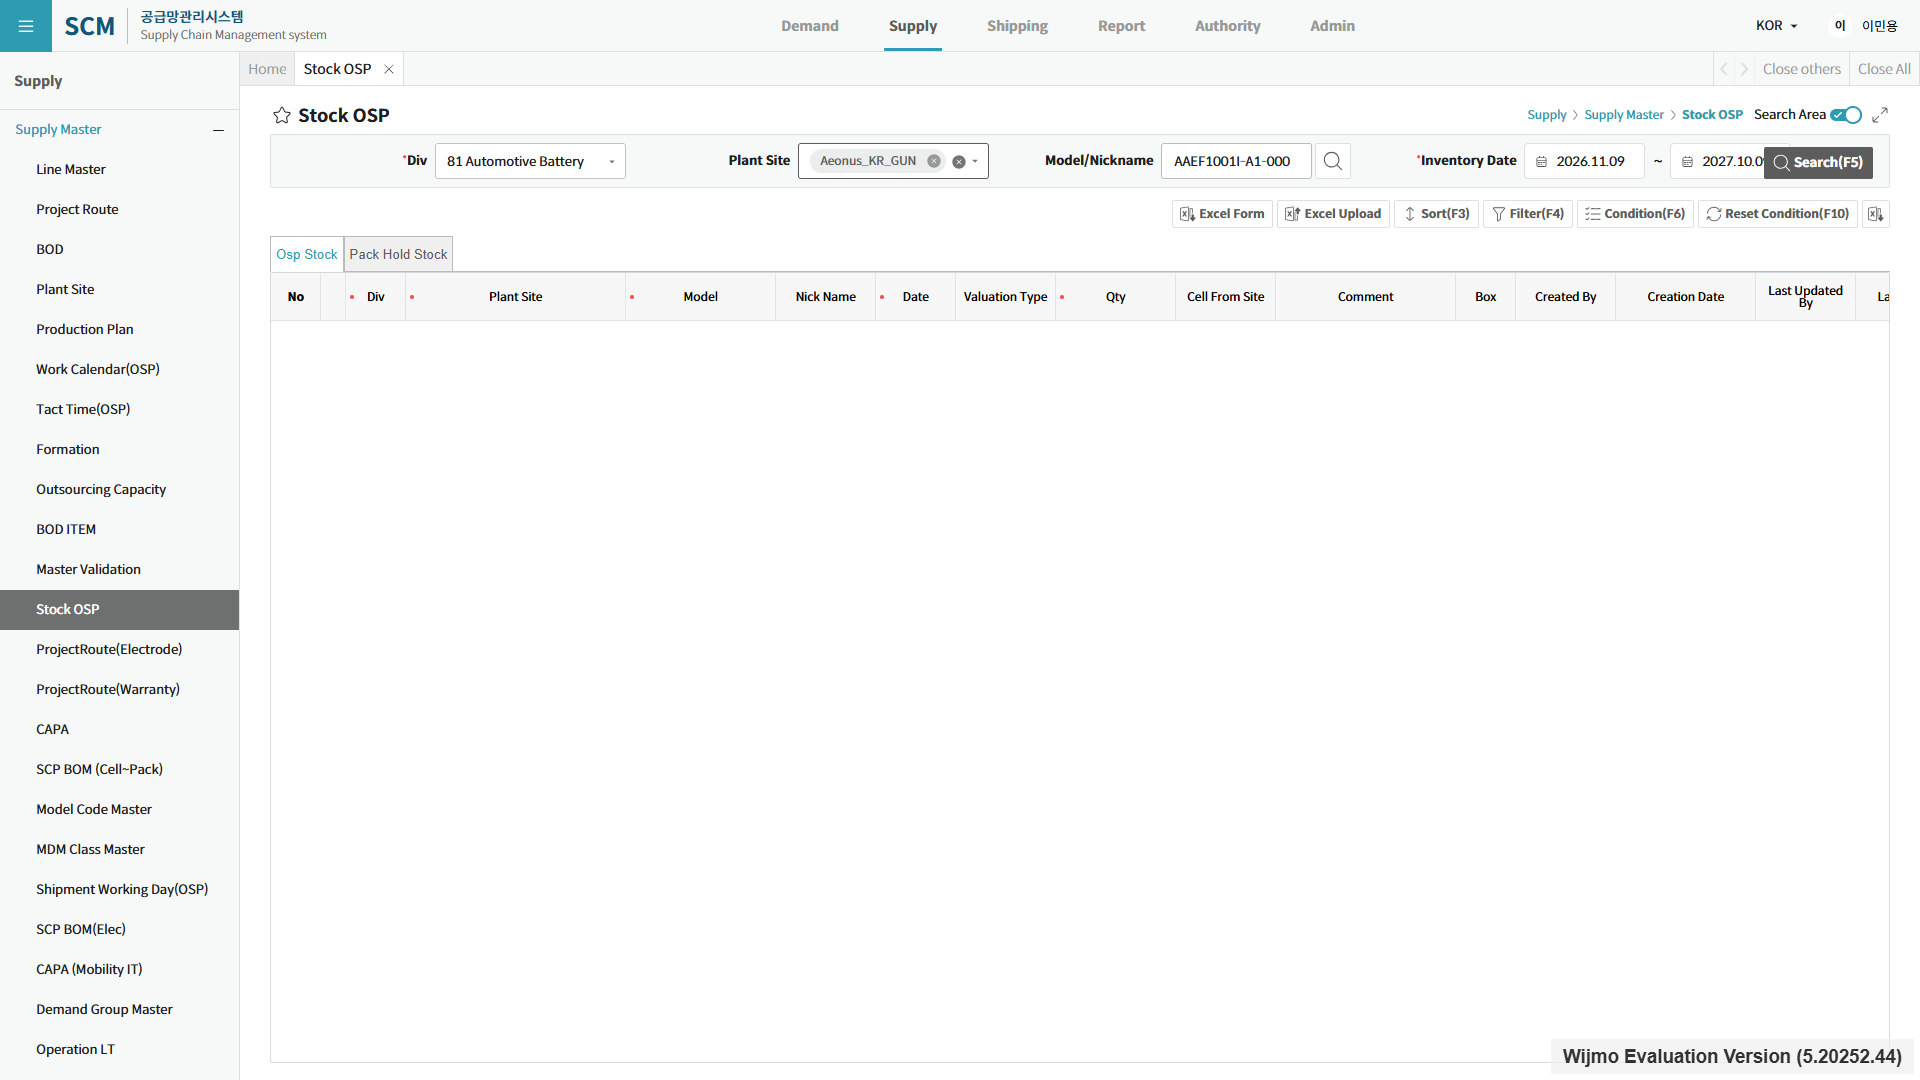 SCM
공급망관리시스템
Supply Chain Management system
Demand
Supply
Shipping
Report
Authority
Admin
KOR
이
이민용
Supply
Home
Stock OSP
Close others
Close All
Supply Master
Line Master
Project Route
BOD
Plant Site
Production Plan
Work Calendar(OSP)
Tact Time(OSP)
Formation
Outsourcing Capacity
BOD ITEM
Master Validation
Stock OSP
ProjectRoute(Electrode)
ProjectRoute(Warranty)
CAPA
SCP BOM (Cell~Pack)
Model Code Master
MDM Class Master
Shipment Working Day(OSP)
SCP BOM(Elec)
CAPA (Mobility IT)
Demand Group Master
Operation LT
Stock OSP
Supply > Supply Master > Stock OSP
Search Area
*Div
81 Automotive Battery
Plant Site
Aeonus_KR_GUN
Model/Nickname
AAEF1001I-A1-000
*Inventory Date
2026.11.09
~
2027.10.0
Search(F5)
Excel Form
Excel Upload
Sort(F3)
Filter(F4)
Condition(F6)
Reset Condition(F10)
Osp Stock
Pack Hold Stock
No
Div
Plant Site
Model
Nick Name
Date
Valuation Type
Qty
Cell From Site
Comment
Box
Created By
Creation Date
Last Updated
By
La
Wijmo Evaluation Version (5.20252.44)